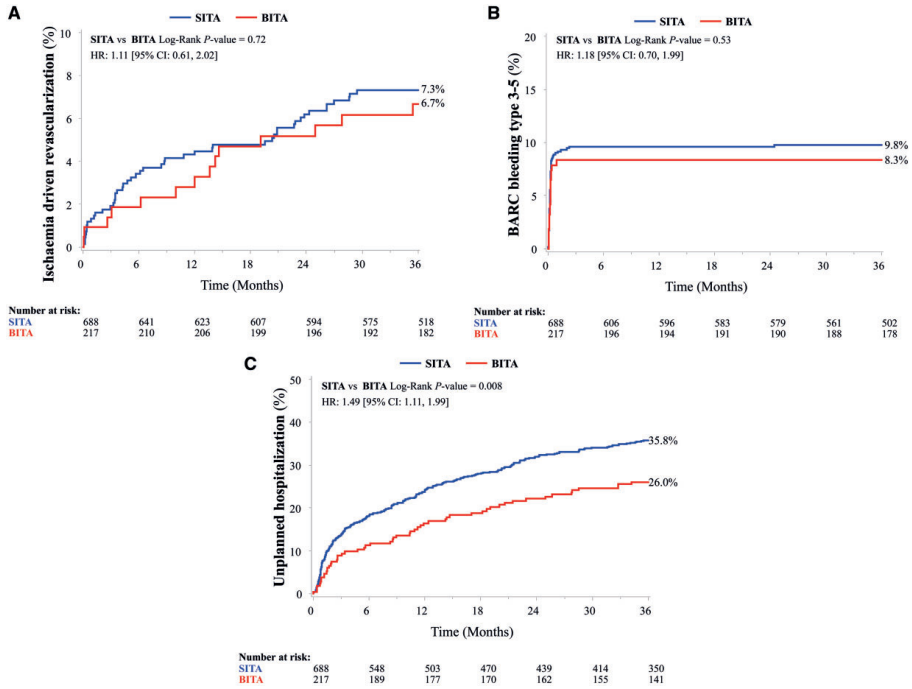 A
SITA BITA
SITA vs BITA Log-Rank P-value = 0.72
HR: 1.11 [95% CI: 0.61, 2.02]
Ischaemia driven revascularization (%)
10
8
6
4
2
0
7.3%
6.7%
0 6 12 18 24 30 36
Time (Months)
Number at risk:
SITA 688 641 623 607 594 575 518
BITA 217 210 206 199 196 192 182
B
SITA BITA
SITA vs BITA Log-Rank P-value = 0.53
HR: 1.18 [95% CI: 0.70, 1.99]
BARC bleeding type 3-5 (%)
20
15
10
5
0
9.8%
8.3%
0 6 12 18 24 30 36
Time (Months)
Number at risk:
SITA 688 606 596 583 579 561 502
BITA 217 196 194 191 190 188 178
C
SITA BITA
SITA vs BITA Log-Rank P-value = 0.008
HR: 1.49 [95% CI: 1.11, 1.99]
Unplanned hospitalization (%)
50
40
30
20
10
0
35.8%
26.0%
0 6 12 18 24 30 36
Time (Months)
Number at risk:
SITA 688 548 503 470 439 414 350
BITA 217 189 177 170 162 155 141